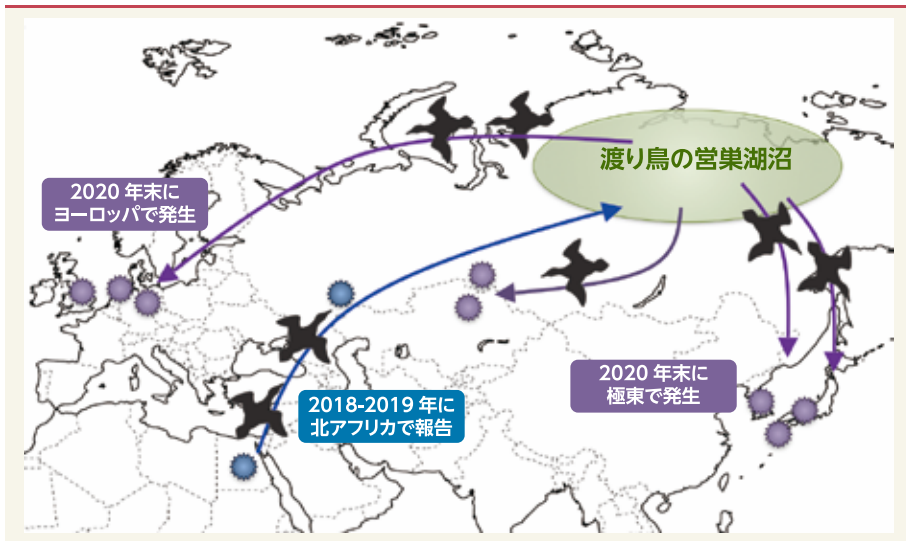 渡り鳥の営巣湖沼
2020 年末に
ヨーロッパで発生
2020 年末に
極東で発生
2018-2019 年に
北アフリカで報告